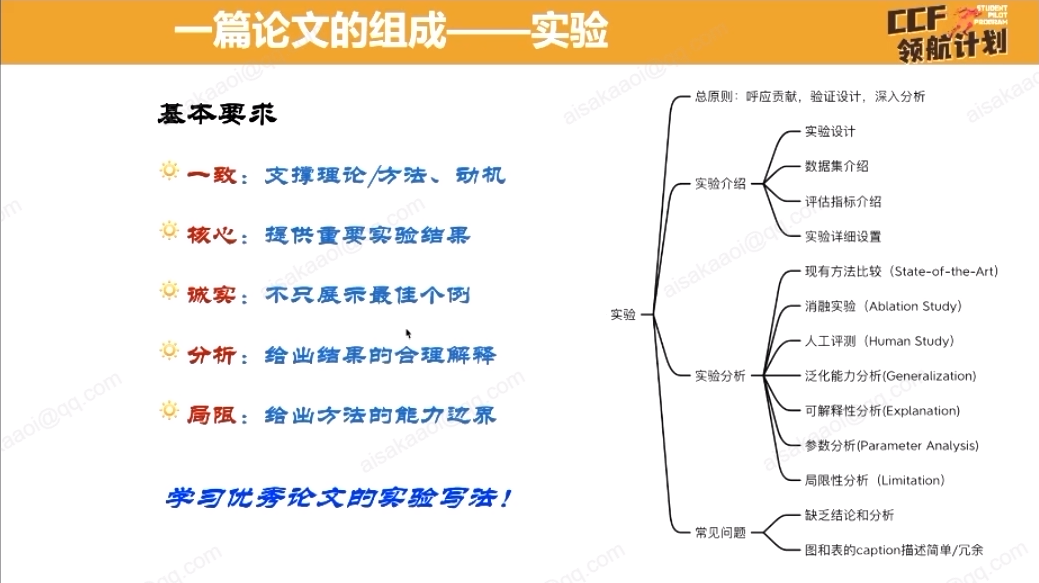 一篇论文的组成——实验
CCF
STUDENT
PILOT
PROGRAM
领航计划
基本要求
一致：支撑理论/方法、动机
核心：提供重要实验结果
诚实：不只展示最佳个例
分析：给出结果的合理解释
局限：给出方法的能力边界
学习优秀论文的实验写法！
实验
总原则：呼应贡献，验证设计，深入分析
实验介绍
实验设计
数据集介绍
评估指标介绍
实验详细设置
实验分析
现有方法比较（State-of-the-Art）
消融实验（Ablation Study）
人工评测（Human Study）
泛化能力分析(Generalization)
可解释性分析(Explanation)
参数分析(Parameter Analysis)
局限性分析（Limitation）
常见问题
缺乏结论和分析
图和表的caption描述简单/冗余
aisakaaoi@qq.com